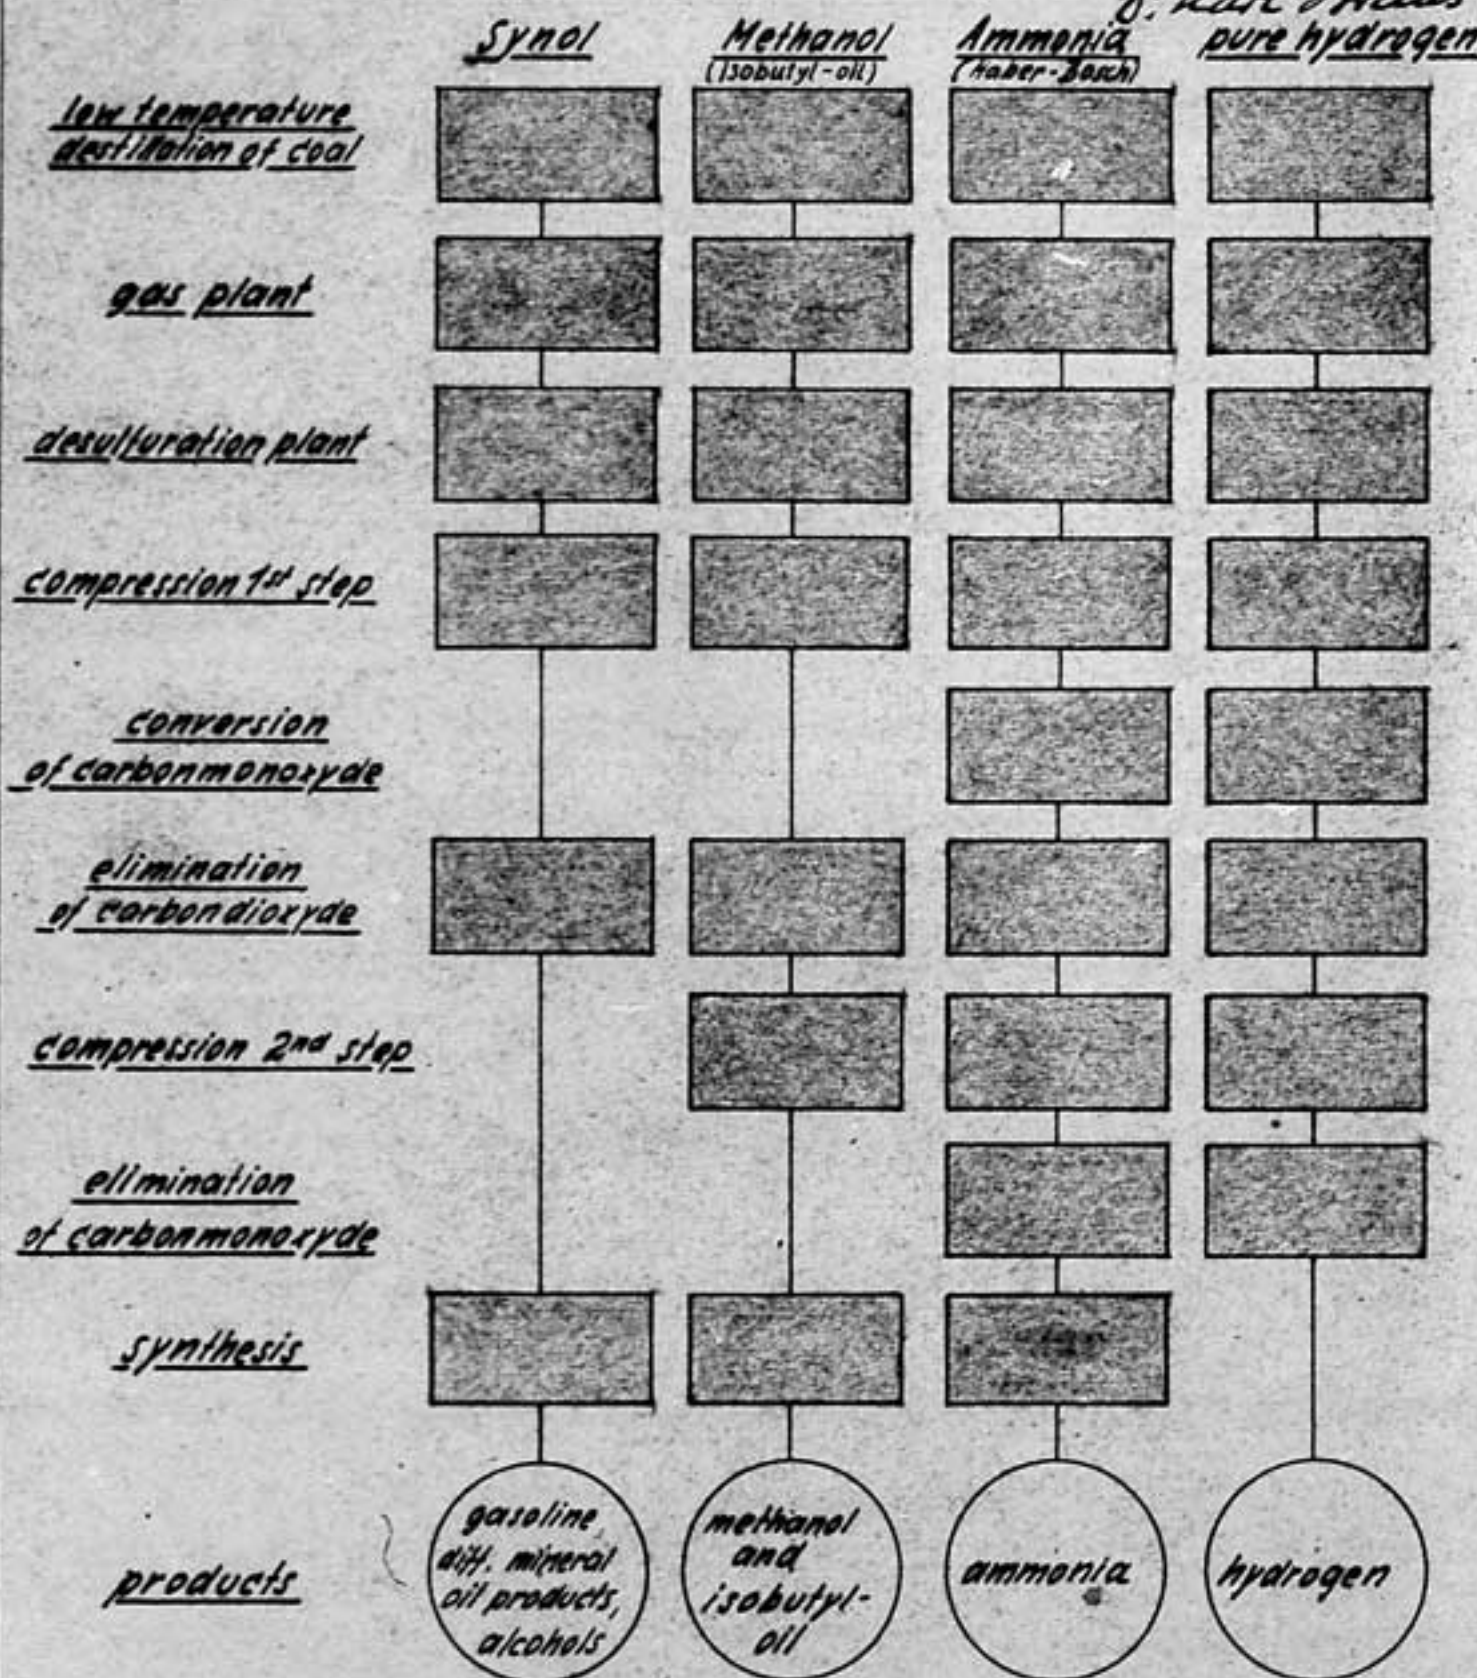 Synol
Methanol
(Isobutyl-oil)
Ammonia
(Haber-Bosch)
pure hydrogen
low temperature
destillation of coal
gas plant
desulfuration plant
compression 1st step
conversion
of carbonmonoxyde
elimination
of carbondioxyde
compression 2nd step
elimination
of carbonmonoxyde
synthesis
products
gasoline,
diff. mineral
oil products,
alcohols
methanol
and
isobutyl-
oil
ammonia
hydrogen